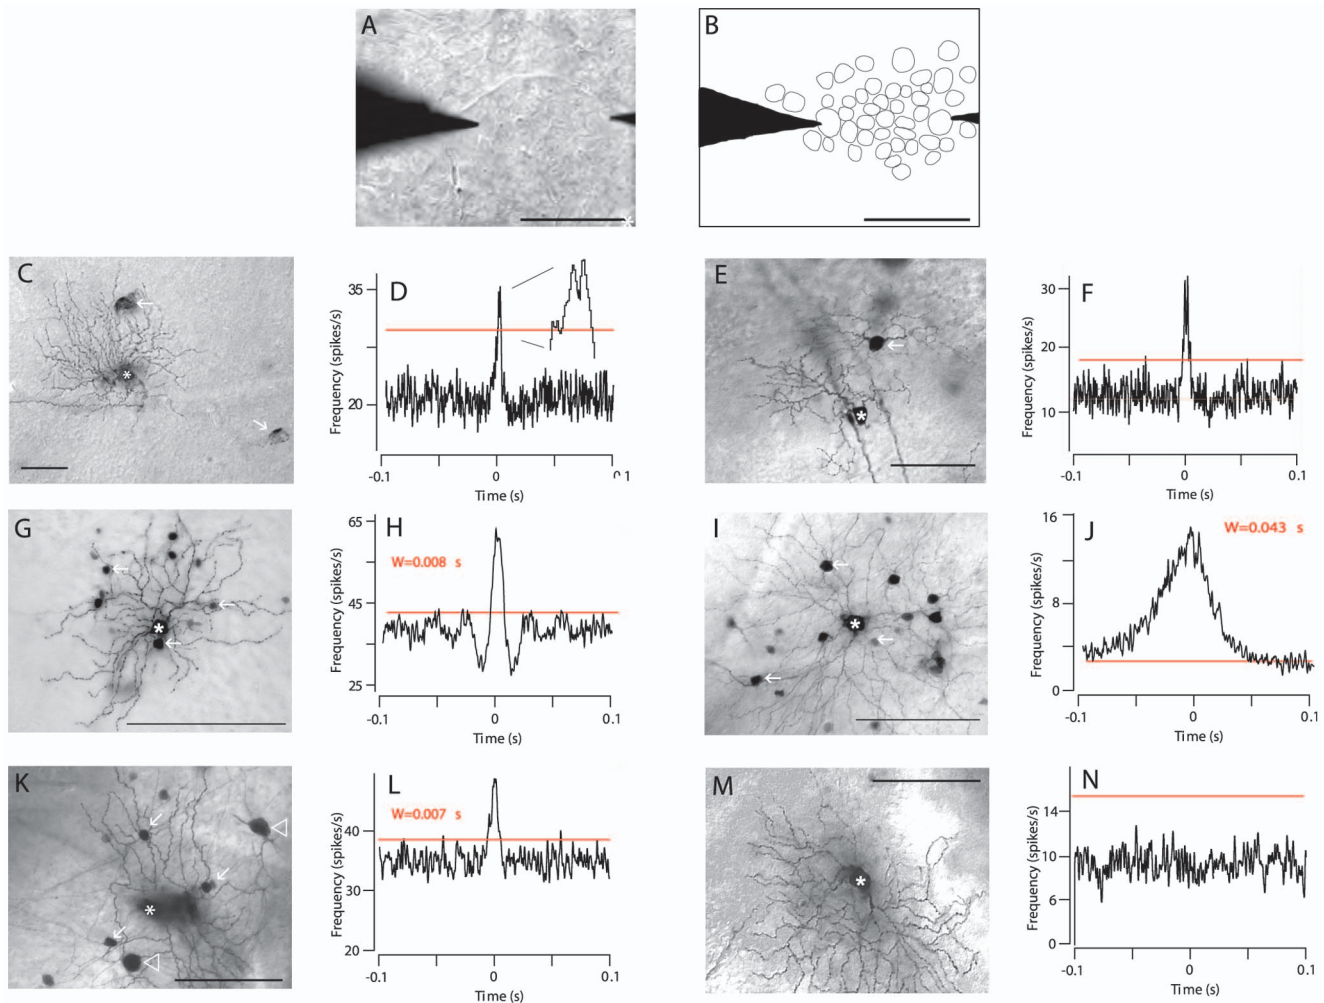 A
B
*
C
*
D
35
20
Frequency (spikes/s)
-0.1
0
0.1
Time (s)
E
*
F
30
20
10
Frequency (spikes/s)
-0.1
0
0.1
Time (s)
G
*
H
65
45
25
W=0.008 s
Frequency (spikes/s)
-0.1
0
0.1
Time (s)
I
*
J
16
8
0
W=0.043 s
Frequency (spikes/s)
-0.1
0
0.1
Time (s)
K
*
L
40
30
20
W=0.007 s
Frequency (spikes/s)
-0.1
0
0.1
Time (s)
M
*
N
14
10
6
0
Frequency (spikes/s)
-0.1
0
0.1
Time (s)